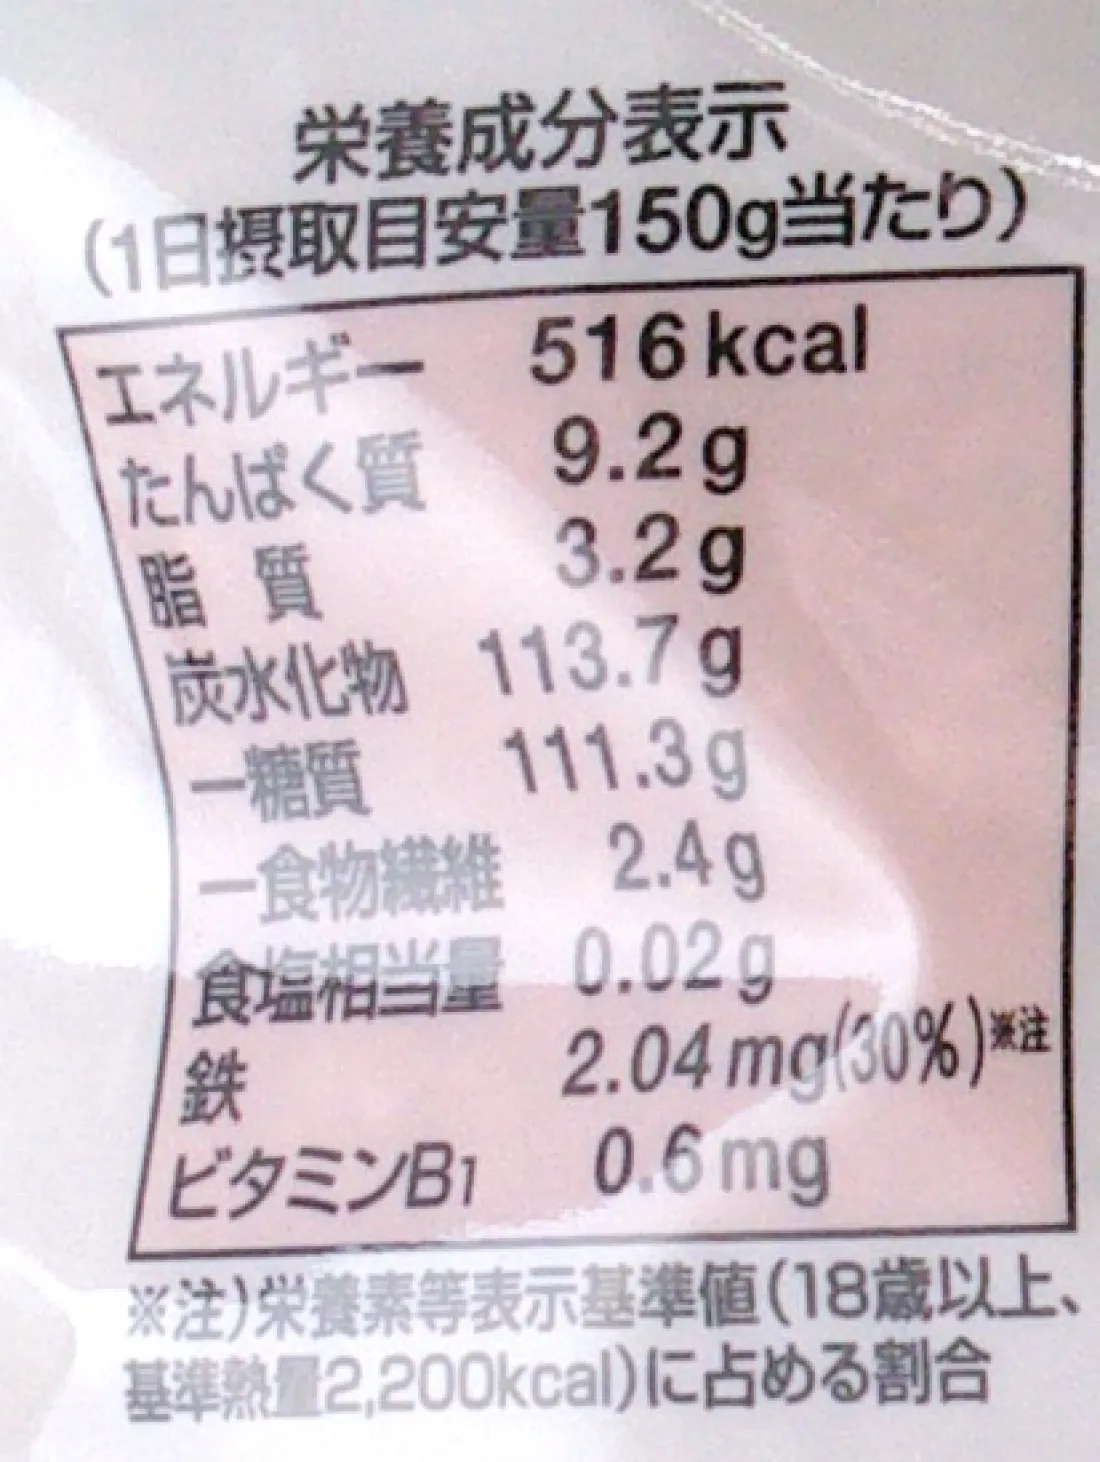 栄養成分表示
(1日摂取目安量150g当たり)
エネルギー 516kcal
たんぱく質 9.2g
脂質 3.2g
炭水化物 113.7g
ー糖質 111.3g
ー食物繊維 2.4g
食塩相当量 0.02g
鉄 2.04mg(30%)※注
ビタミンB1 0.6mg
※注)栄養素等表示基準値(18歳以上、
基準熱量2,200kcal)に占める割合